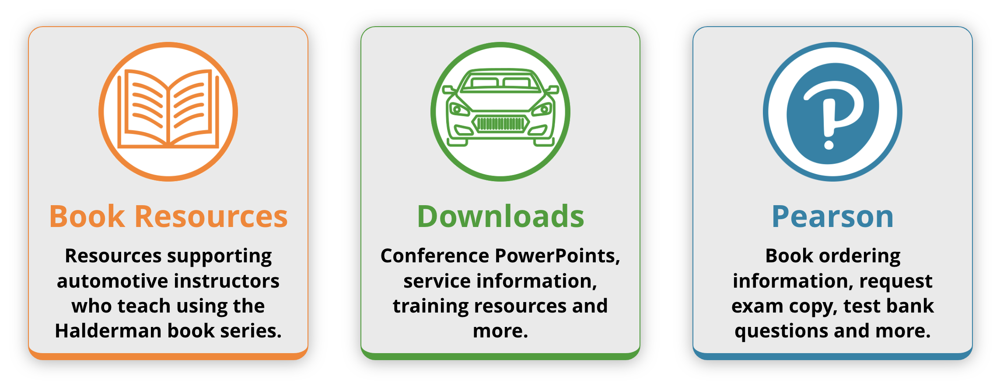 Book Resources
Resources supporting
automotive instructors
who teach using the
Halderman book series.
Downloads
Conference PowerPoints,
service information,
training resources and
more.
Pearson
Book ordering
information, request
exam copy, test bank
questions and more.